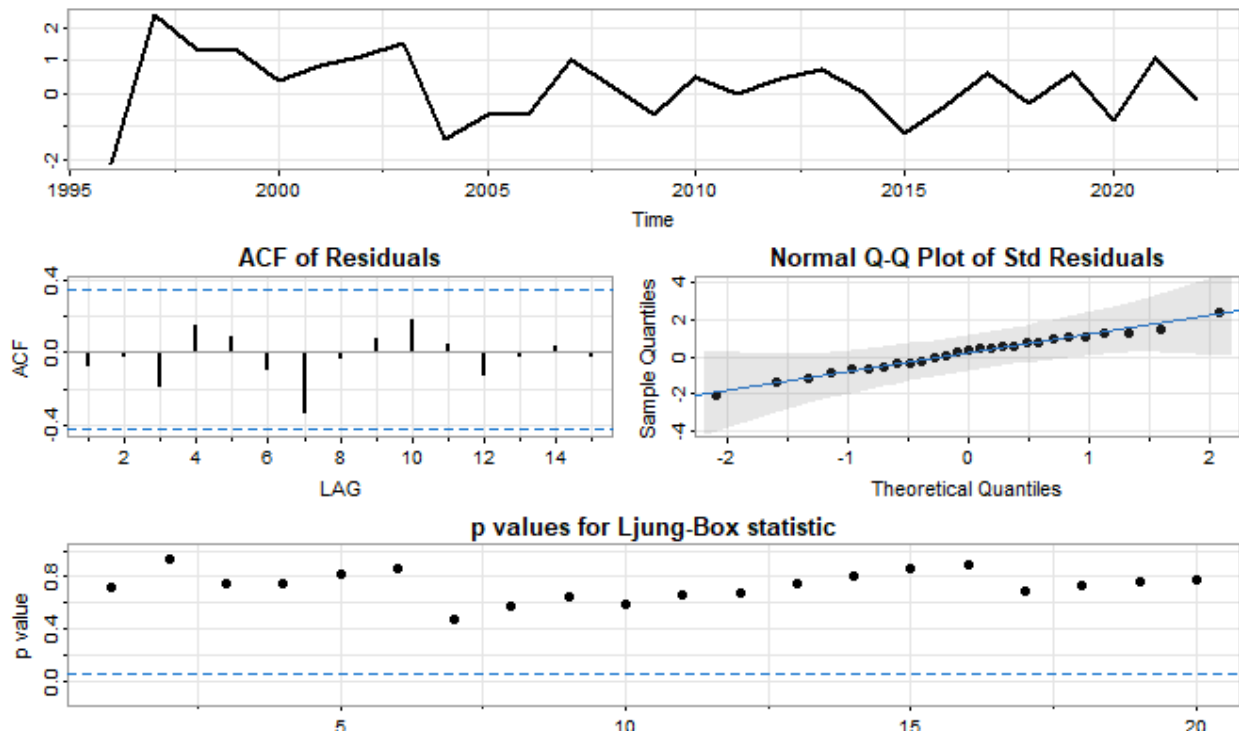 2
1
0
-2
1995 2000 2005 2010 2015 2020
Time
ACF of Residuals
0.4
0.0
-0.4
ACF
2 4 6 8 10 12 14
LAG
Normal Q-Q Plot of Std Residuals
4
2
0
-2
-4
Sample Quantiles
-2 -1 0 1 2
Theoretical Quantiles
p values for Ljung-Box statistic
0.8
0.4
0.0
p value
5 10 15 20